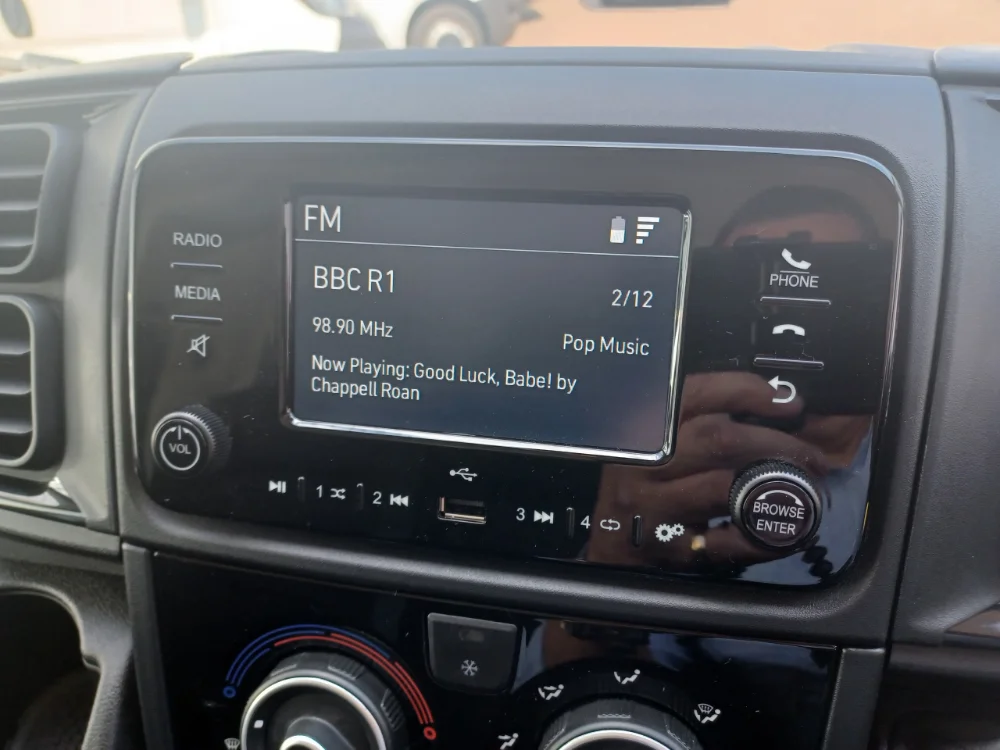 FM
RADIO
BBC R1
2/12
PHONE
MEDIA
98.90 MHz
Pop Music
Now Playing: Good Luck, Babe! by
Chappell Roan
VOL
1
2
3
4
BROWSE
ENTER